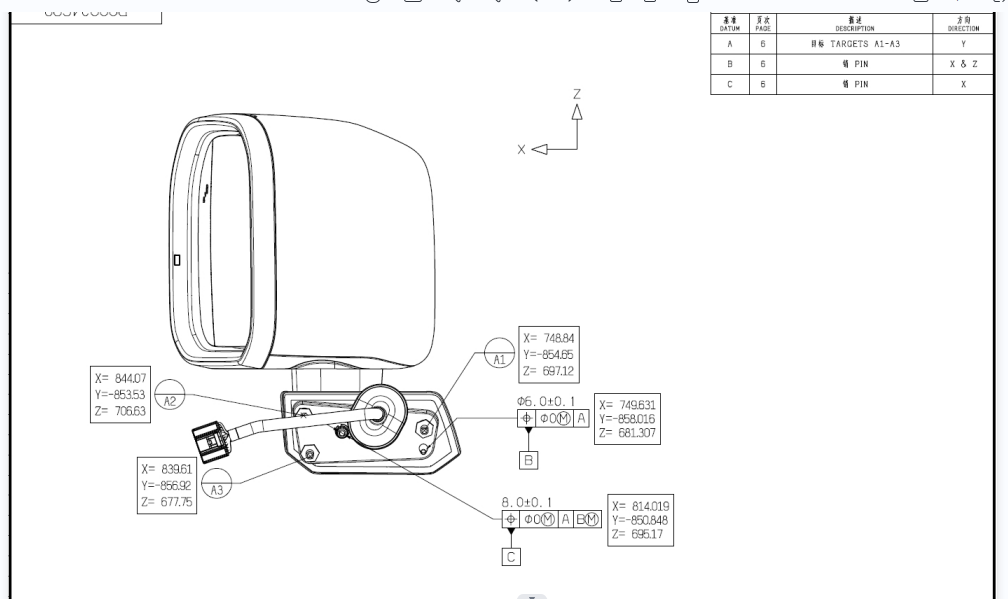 基准 页次 描述 方向
DATUM PAGE DESCRIPTION DIRECTION
A 6 目标 TARGETS A1-A3 Y
B 6 销 PIN X & Z
C 6 销 PIN X
Z
X
X= 748.84
Y=-854.65
Z= 697.12
A1
X= 844.07
Y=-853.53
Z= 706.63
A2
Φ6.0±0.1
Φ0Ⓜ A
B
X= 749.631
Y=-858.016
Z= 681.307
X= 839.61
Y=-856.92
Z= 677.75
A3
8.0±0.1
Φ0Ⓜ A BⓂ
C
X= 814.019
Y=-850.848
Z= 695.17